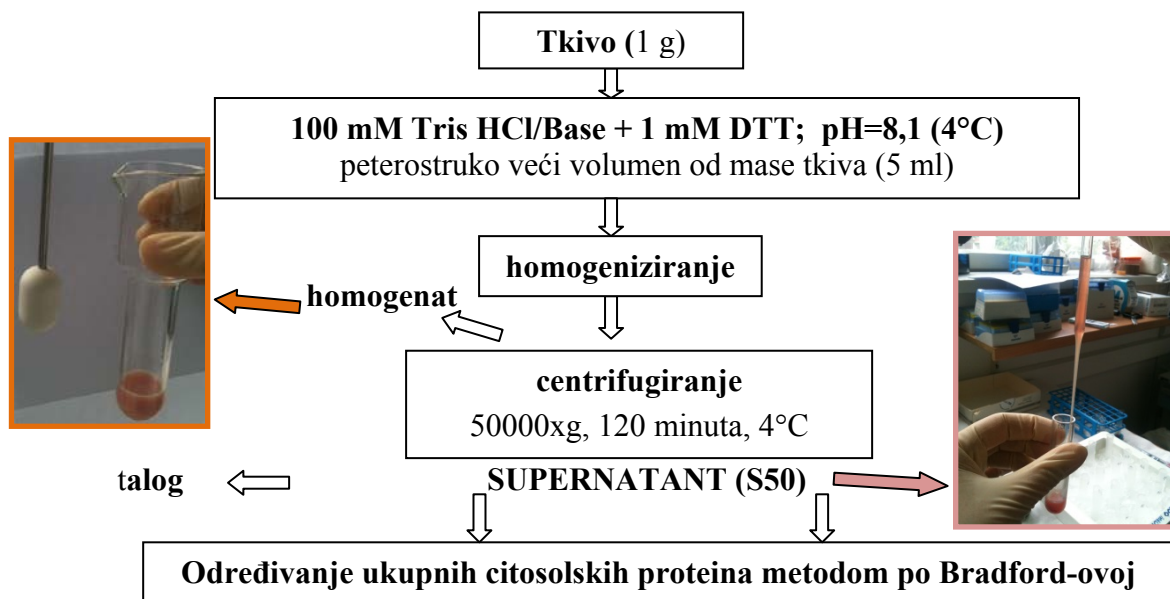 Tkivo (1 g)
100 mM Tris HCl/Base + 1 mM DTT; pH=8,1 (4°C)
peterostruko veći volumen od mase tkiva (5 ml)
homogeniziranje
homogenat
centrifugiranje
50000xg, 120 minuta, 4°C
talog
SUPERNATANT (S50)
Određivanje ukupnih citosolskih proteina metodom po Bradford-ovoj